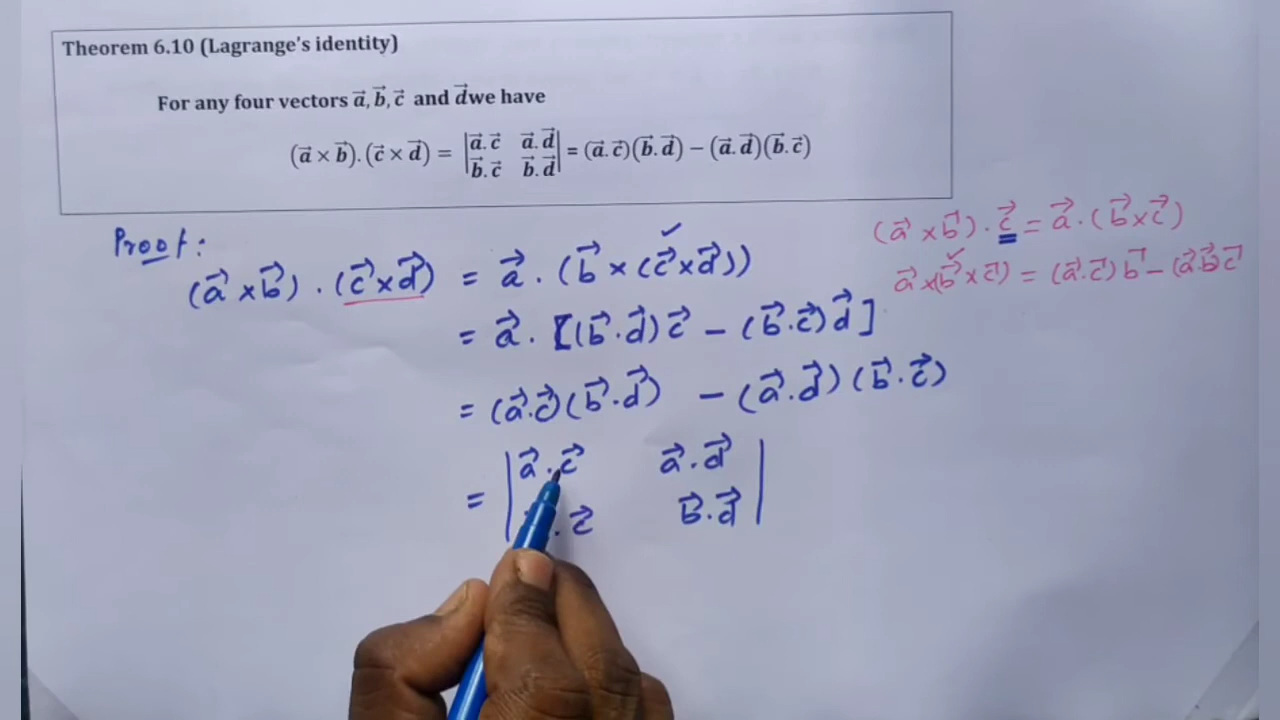 Theorem 6.10 (Lagrange's identity)
For any four vectors a⃗, b⃗, c⃗ and d⃗we have
(a⃗ × b⃗). (c⃗ × d⃗) = |a⃗. c⃗ a⃗. d⃗; b⃗. c⃗ b⃗. d⃗| = (a⃗. c⃗)(b⃗. d⃗) − (a⃗. d⃗)(b⃗. c⃗)
(a⃗ × b⃗) . c⃗ = a⃗ . (b⃗ × c⃗)
Proof:
(a⃗ × b⃗) . (c⃗ × d⃗) = a⃗ . (b⃗ × (c⃗ × d⃗))
a⃗ × (b⃗ × c⃗) = (a⃗. c⃗) b⃗ − (a⃗. b⃗) c⃗
= a⃗ . [(b⃗. d⃗) c⃗ − (b⃗. c⃗) d⃗]
= (a⃗. c⃗)(b⃗. d⃗) − (a⃗. d⃗)(b⃗. c⃗)
= | a⃗ . c⃗ a⃗ . d⃗
. c⃗ b⃗ . d⃗ |